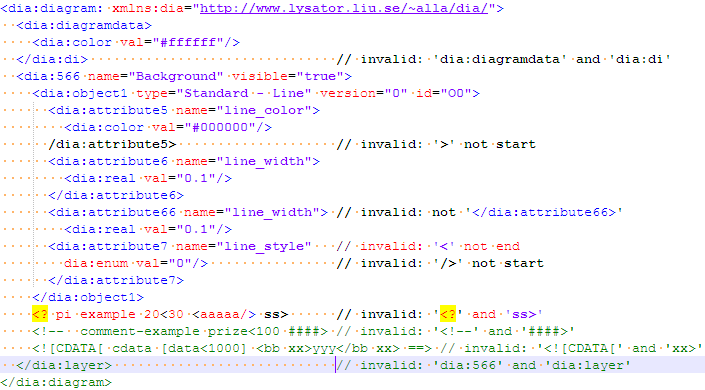 <dia:diagram: xmlns:dia="http://www.lysator.liu.se/~alla/dia/">
  <dia:diagramdata>
    <dia:color val="#ffffff"/>
  </dia:di>                               // invalid: 'dia:diagramdata' and 'dia:di'
  <dia:566 name="Background" visible="true">
    <dia:object1 type="Standard - Line" version="0" id="O0">
      <dia:attribute5 name="line_color">
        <dia:color val="#000000"/>
      /dia:attribute5>                    // invalid: '>' not start
      <dia:attribute6 name="line_width">
        <dia:real val="0.1"/>
      </dia:attribute6>
      <dia:attribute66 name="line_width"> // invalid: not '</dia:attribute66>'
        <dia:real val="0.1"/>
      <dia:attribute7 name="line_style"   // invalid: '<' not end
        dia:enum val="0"/>                // invalid: '/>' not start
      </dia:attribute7>
    </dia:object1>
    <? pi example 20<30 <aaaaa/> ss>      // invalid: '<?' and 'ss>'
    <!--  comment-example prize<100 ####> // invalid: '<!--' and '####>'
    <![CDATA[ cdata [data<1000] <bb xx>yyy</bb xx> ==> // invalid: '<![CDATA[' and 'xx>'
  </dia:layer>                            // invalid: 'dia:566' and 'dia:layer'
</dia:diagram>